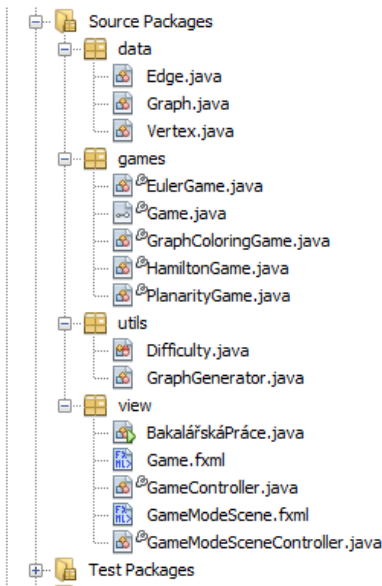 Source Packages
data
Edge.java
Graph.java
Vertex.java
games
EulerGame.java
Game.java
GraphColoringGame.java
HamiltonGame.java
PlanarityGame.java
utils
Difficulty.java
GraphGenerator.java
view
BakalářskáPráce.java
Game.fxml
GameController.java
GameModeScene.fxml
GameModeSceneController.java
Test Packages